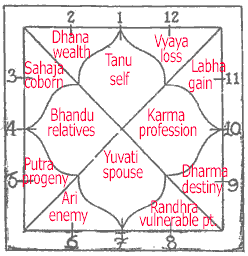 2
1
12
Dhana
wealth
Tanu
self
Vyaya
loss
Sahaja
coborn
Labha
gain
3
11
Bhandu
relatives
Karma
profession
4
10
Yuvati
spouse
Putra
progeny
Dharma
destiny
5
9
Ari
enemy
Randhra
vulnerable pt.
6
7
8